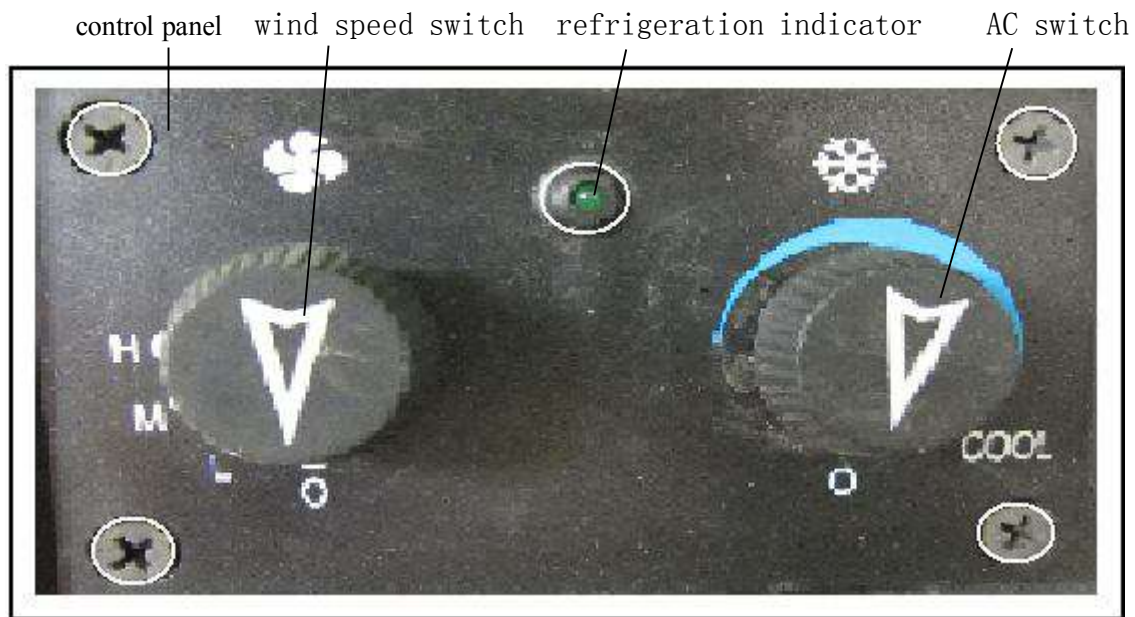 control panel wind speed switch refrigeration indicator AC switch
H
M
L
O
O
COOL